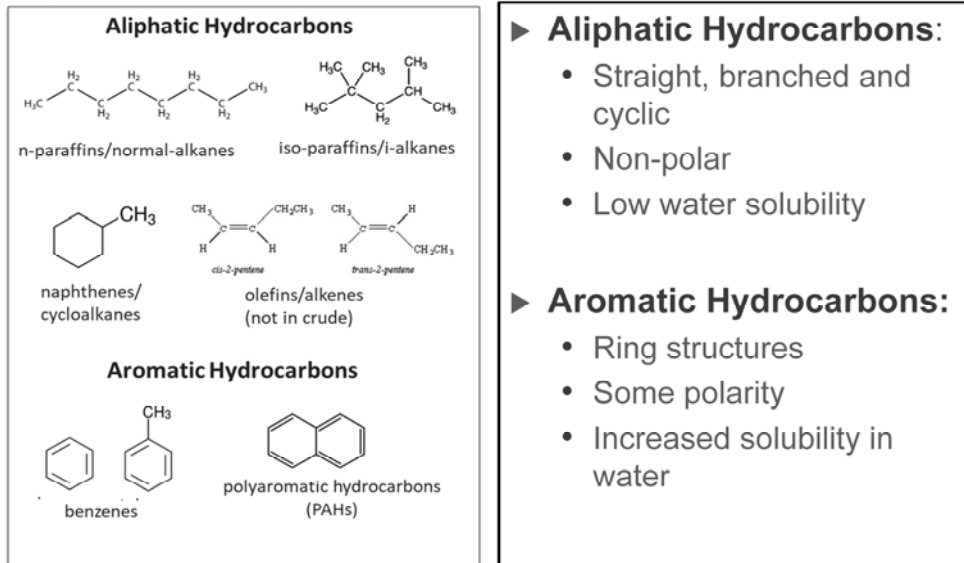 Aliphatic Hydrocarbons
H₂ H₂ H₂
C C C CH₃
H₃C C C C
H₂ H₂ H₂
n-paraffins/normal-alkanes
CH₃
H₃C CH₃
C CH
H₃C C CH₃
H₂
iso-paraffins/i-alkanes
CH₃
naphthenes/
cycloalkanes
CH₃ CH₂CH₃
C=C
H H
cis-2-pentene
CH₃ H
C=C
H CH₂CH₃
trans-2-pentene
olefins/alkenes
(not in crude)
Aromatic Hydrocarbons
CH₃
benzenes
polyaromatic hydrocarbons
(PAHs)
▶ Aliphatic Hydrocarbons:
• Straight, branched and
cyclic
• Non-polar
• Low water solubility
▶ Aromatic Hydrocarbons:
• Ring structures
• Some polarity
• Increased solubility in
water